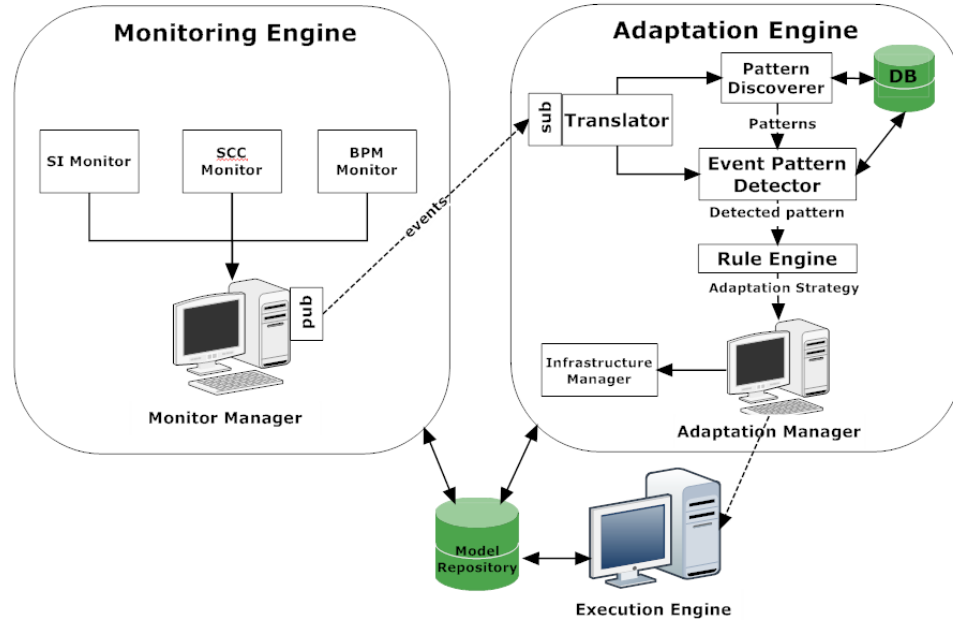 Monitoring Engine
SI Monitor
SCC
Monitor
BPM
Monitor
pub
Monitor Manager
events
Adaptation Engine
sub
Translator
Pattern
Discoverer
DB
Patterns
Event Pattern
Detector
Detected pattern
Rule Engine
Adaptation Strategy
Infrastructure
Manager
Adaptation Manager
Model
Repository
Execution Engine